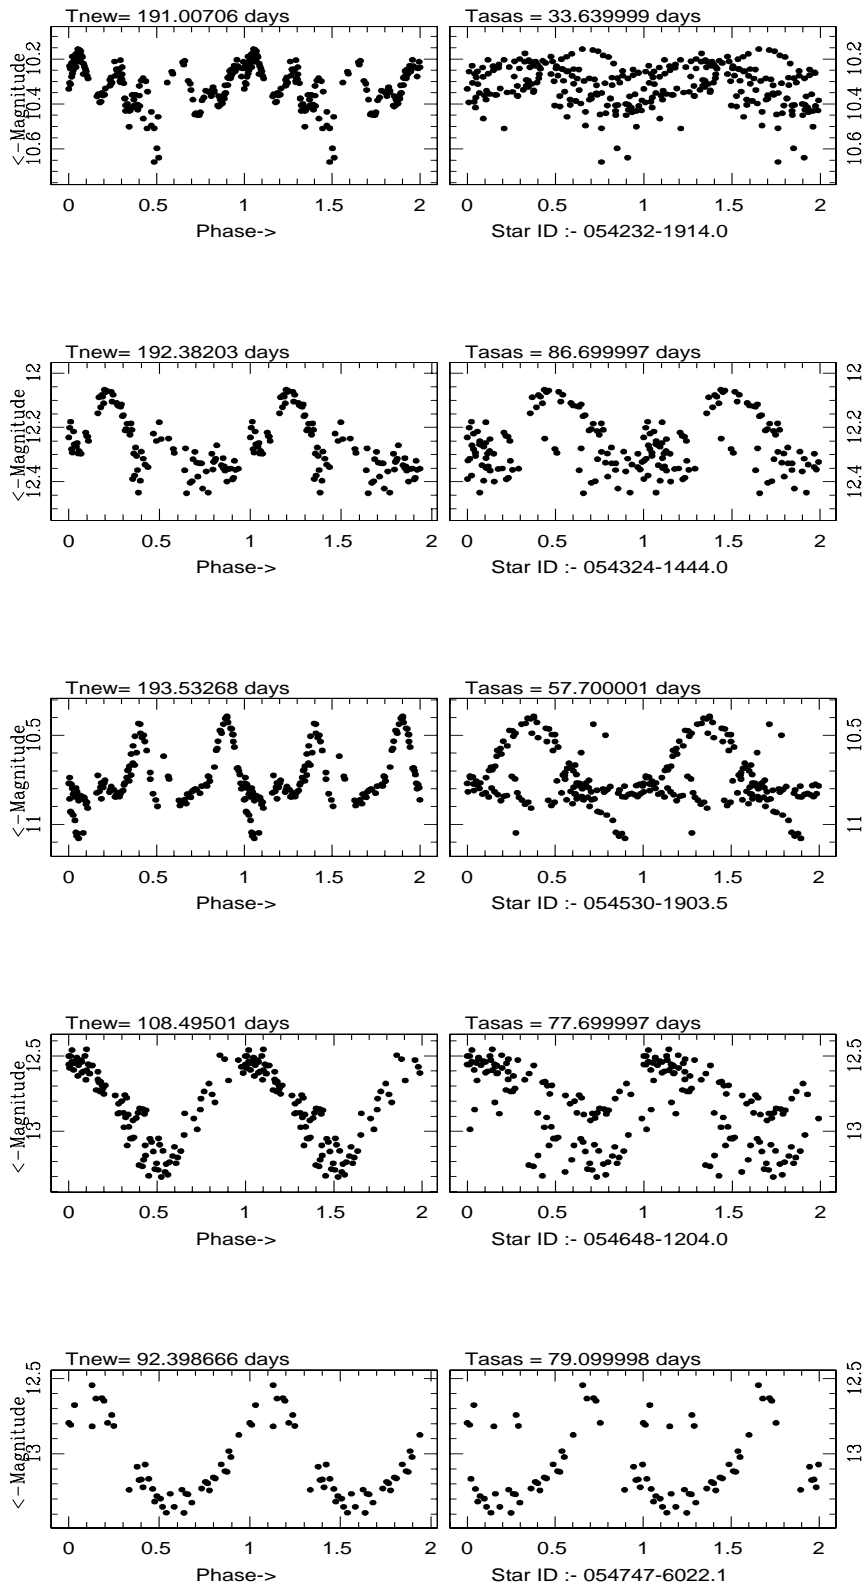 Tnew= 191.00706 days Tasas = 33.639999 days
<-Magnitude
10.2 10.4 10.6
10.2 10.4 10.6
0 0.5 1 1.5 2 0 0.5 1 1.5 2
Phase-> Star ID :- 054232-1914.0
Tnew= 192.38203 days Tasas = 86.699997 days
<-Magnitude
12 12.2 12.4
12 12.2 12.4
0 0.5 1 1.5 2 0 0.5 1 1.5 2
Phase-> Star ID :- 054324-1444.0
Tnew= 193.53268 days Tasas = 57.700001 days
<-Magnitude
10.5 11
10.5 11
0 0.5 1 1.5 2 0 0.5 1 1.5 2
Phase-> Star ID :- 054530-1903.5
Tnew= 108.49501 days Tasas = 77.699997 days
<-Magnitude
12.5 13
12.5 13
0 0.5 1 1.5 2 0 0.5 1 1.5 2
Phase-> Star ID :- 054648-1204.0
Tnew= 92.398666 days Tasas = 79.099998 days
<-Magnitude
12.5 13
12.5 13
0 0.5 1 1.5 2 0 0.5 1 1.5 2
Phase-> Star ID :- 054747-6022.1